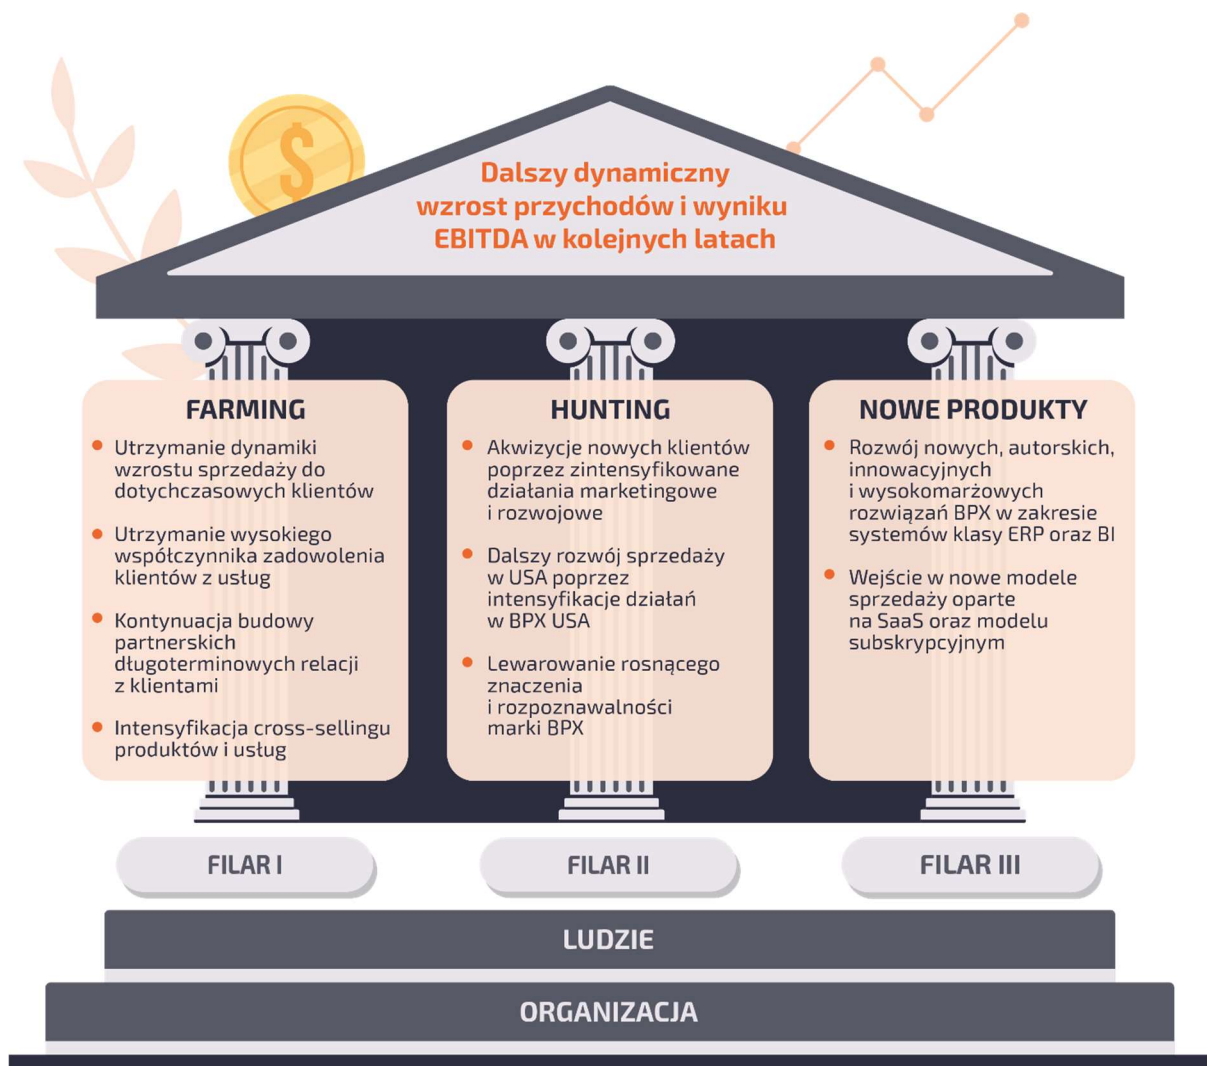 Dalszy dynamiczny
wzrost przychodów i wyniku
EBITDA w kolejnych latach
FARMING
Utrzymanie dynamiki
wzrostu sprzedaży do
dotychczasowych klientów
Utrzymanie wysokiego
współczynnika zadowolenia
klientów z usług
Kontynuacja budowy
partnerskich
długoterminowych relacji
z klientami
Intensyfikacja cross-sellingu
produktów i usług
HUNTING
Akwizycje nowych klientów
poprzez zintensyfikowane
działania marketingowe
i rozwojowe
Dalszy rozwój sprzedaży
w USA poprzez
intensyfikacje działań
w BPX USA
Lewarowanie rosnącego
znaczenia
i rozpoznawalności
marki BPX
NOWE PRODUKTY
Rozwój nowych, autorskich,
innowacyjnych
i wysokomarżowych
rozwiązań BPX w zakresie
systemów klasy ERP oraz BI
Wejście w nowe modele
sprzedaży oparte
na SaaS oraz modelu
subskrypcyjnym
FILAR I
FILAR II
FILAR III
LUDZIE
ORGANIZACJA